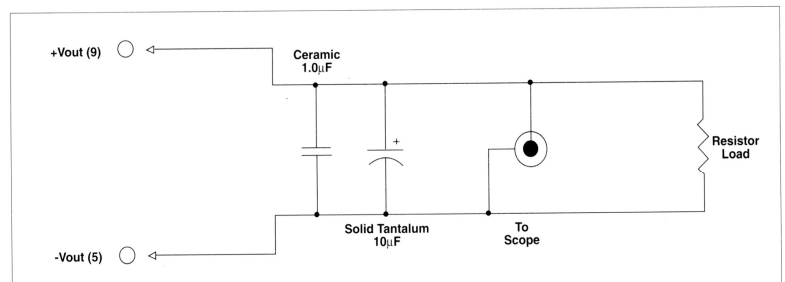 +Vout (9)
Ceramic
1.0μF
+
Resistor
Load
Solid Tantalum
10μF
To
Scope
-Vout (5)